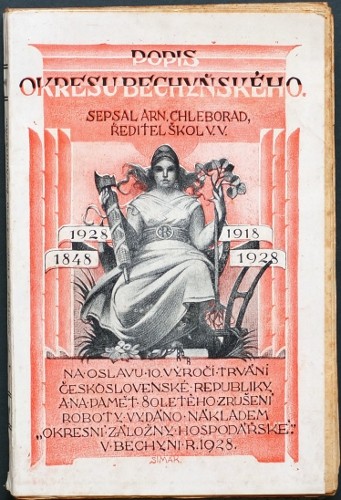 POPIS
OKRESU BECHYŇSKÉHO.
SEPSAL ARN. CHLEBORAD,
ŘEDITEL ŠKOL V. V.
1928 1918
1848 1928
ČSR
NA OSLAVU 10. VÝROČÍ TRVÁNÍ
ČESKOSLOVENSKÉ REPUBLIKY
A NA PAMĚŤ 80LETÉHO ZRUŠENÍ
ROBOTY VYDÁNO NÁKLADEM
„OKRESNÍ ZÁLOŽNY HOSPODÁŘSKÉ“
V BECHYNI R. 1928.
ŠIMÁK